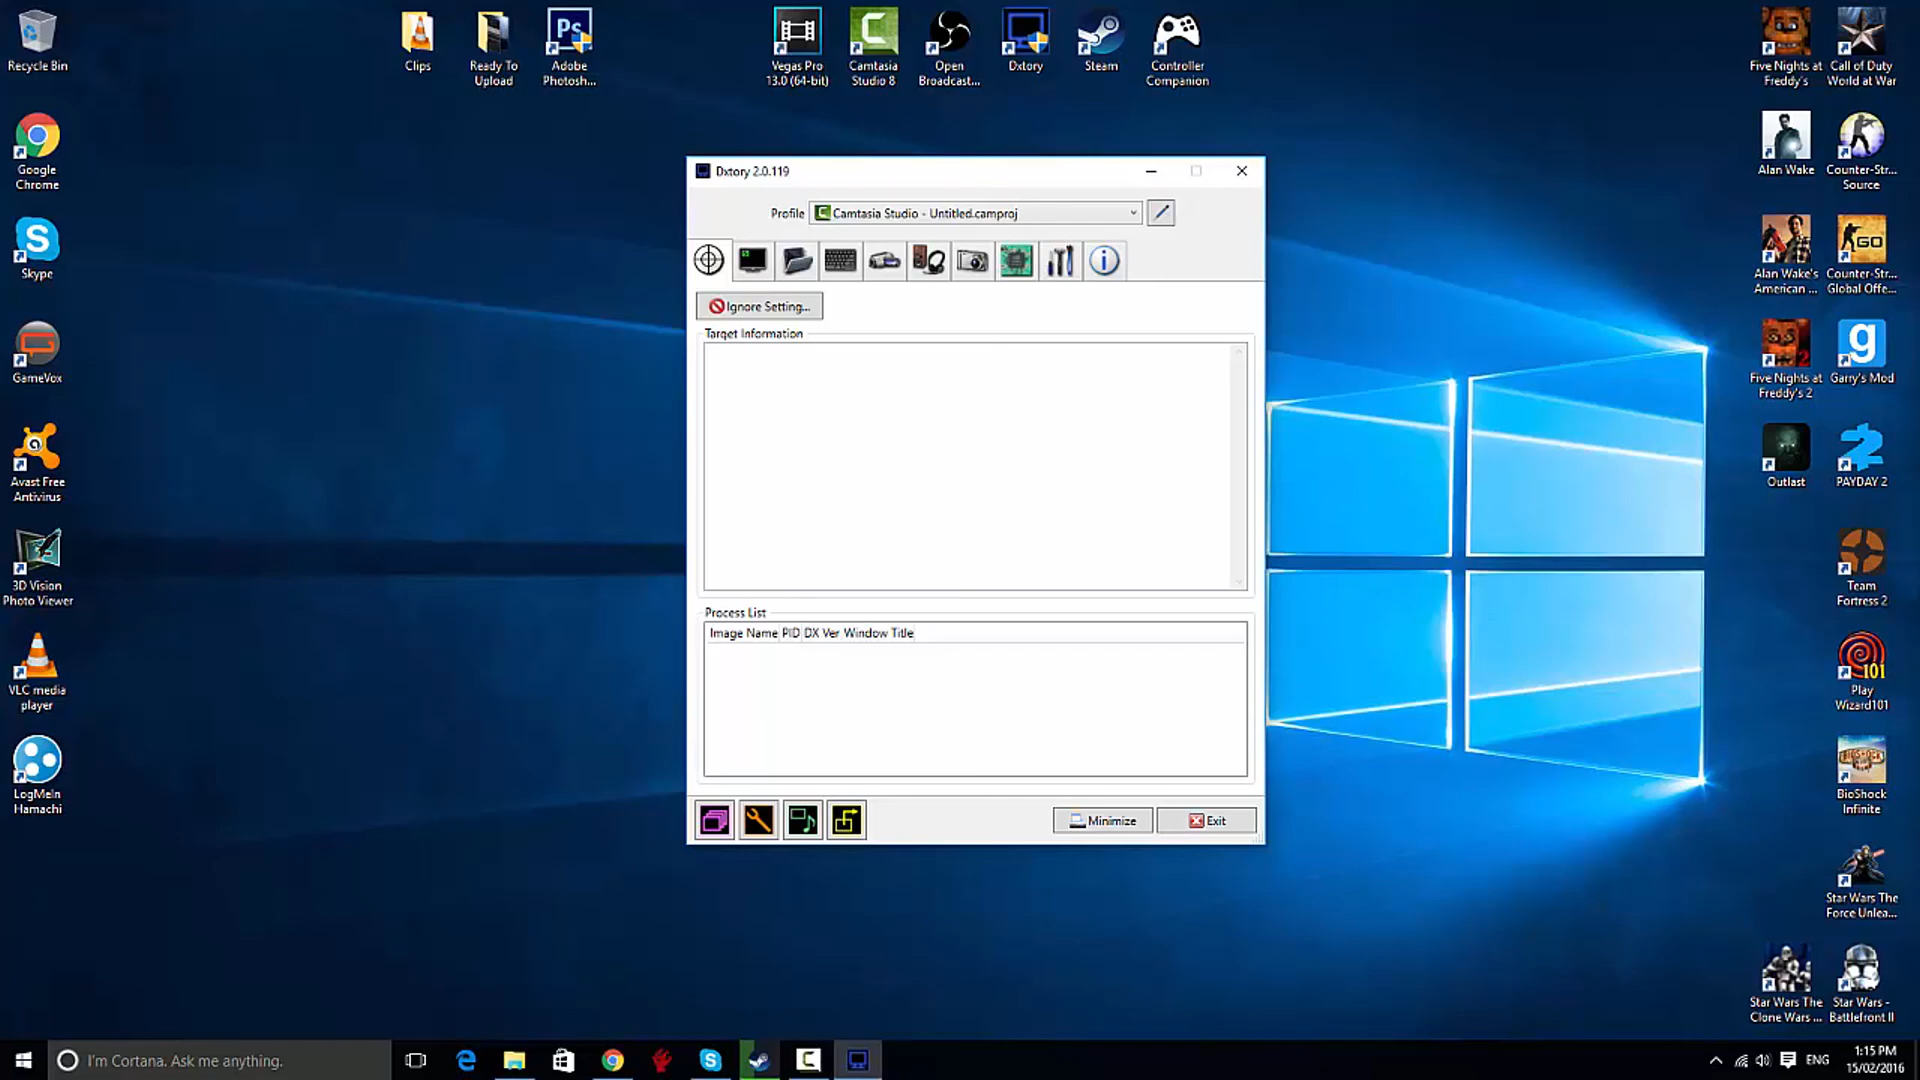 Recycle Bin
Clips
Ready To
Upload
Adobe
Photosh...
Vegas Pro
13.0 (64-bit)
Camtasia
Studio 8
Open
Broadcast...
Dxtory
Steam
Controller
Companion
Five Nights at
Freddy's
Call of Duty
World at War
Google
Chrome
Skype
GameVox
Avast Free
Antivirus
3D Vision
Photo Viewer
VLC media
player
LogMeIn
Hamachi
Dxtory 2.0.119
Profile
Camtasia Studio - Untitled.camproj
Ignore Setting...
Target Information
Process List
Image Name PID DX Ver Window Title
Minimize
Exit
Alan Wake
Counter-Str...
Source
Alan Wake's
American ...
GO
Counter-Str...
Global Offe...
Five Nights at
Freddy's 2
Garry's Mod
Outlast
PAYDAY 2
Team
Fortress 2
101
Play
Wizard101
BIOSHOCK
BioShock
Infinite
Star Wars The
Force Unlea...
Star Wars The
Clone Wars ...
Star Wars -
Battlefront II
I'm Cortana. Ask me anything.
ENG
1:15 PM
15/02/2016